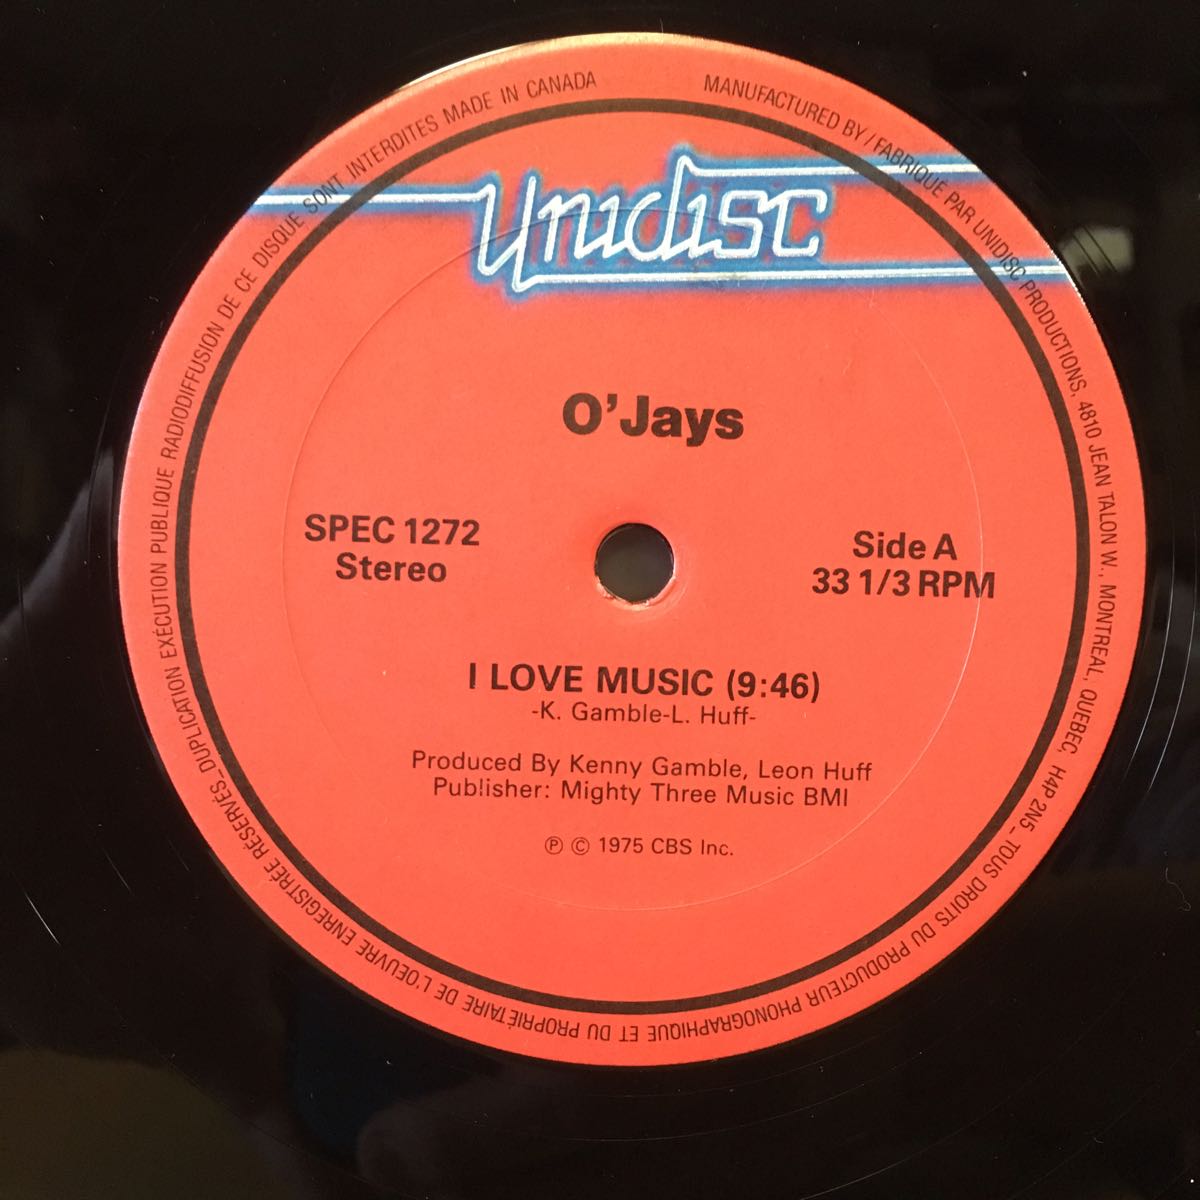 MANUFACTURED BY / FABRIQUE PAR UNIDISC PRODUCTIONS, 4810 JEAN TALON W., MONTREAL, QUEBEC, H4P 2N5_ TOUS DROITS DU PRODUCTEUR PHONOGRAPHIQUE ET DU PROPRIÉTAIRE DE L'OEUVRE ENREGISTRÉE RÉSERVÉS_DUPLICATION EXÉCUTION PUBLIQUE RADIODIFFUSION DE CE DISQUE SONT INTERDITES MADE IN CANADA
Unidisc
O'Jays
SPEC 1272
Stereo
Side A
33 1/3 RPM
I LOVE MUSIC (9:46)
-K. Gamble-L. Huff-
Produced By Kenny Gamble, Leon Huff
Publisher: Mighty Three Music BMI
℗ © 1975 CBS Inc.